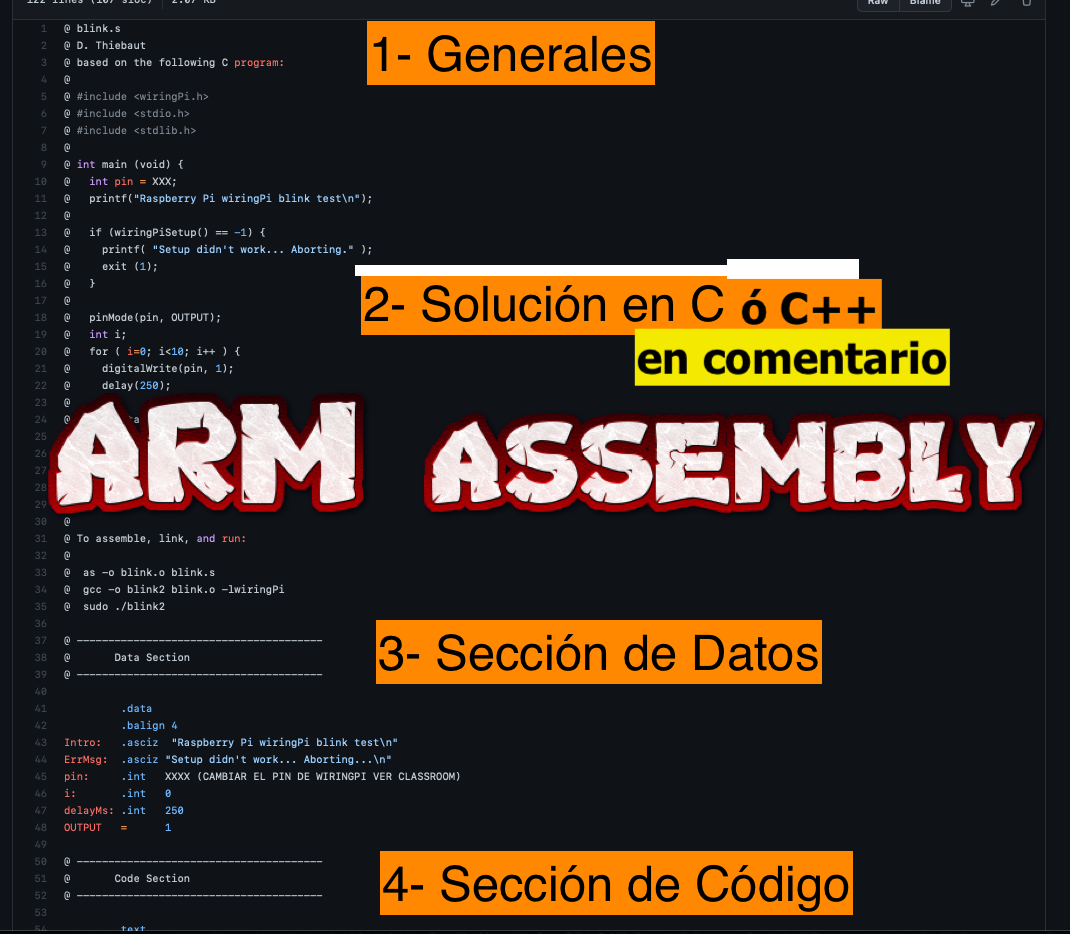 122 lines (107 sloc) 2.07 KB
Raw Blame
1 @ blink.s
2 @ D. Thiebaut
3 @ based on the following C program:
4 @
5 @ #include <wiringPi.h>
6 @ #include <stdio.h>
7 @ #include <stdlib.h>
8 @
9 @ int main (void) {
10 @   int pin = XXX;
11 @   printf("Raspberry Pi wiringPi blink test\n");
12 @
13 @   if (wiringPiSetup() == -1) {
14 @     printf( "Setup didn't work... Aborting." );
15 @     exit (1);
16 @   }
17 @
18 @   pinMode(pin, OUTPUT);
19 @   int i;
20 @   for ( i=0; i<10; i++ ) {
21 @     digitalWrite(pin, 1);
22 @     delay(250);
23 @
24 @
25
26
27
28
29
30 @
31 @ To assemble, link, and run:
32 @
33 @  as -o blink.o blink.s
34 @  gcc -o blink2 blink.o -lwiringPi
35 @  sudo ./blink2
36
37 @ ---------------------------------------
38 @       Data Section
39 @ ---------------------------------------
40
41          .data
42          .balign 4
43 Intro:   .asciz  "Raspberry Pi wiringPi blink test\n"
44 ErrMsg:  .asciz "Setup didn't work... Aborting...\n"
45 pin:     .int   XXXX (CAMBIAR EL PIN DE WIRINGPI VER CLASSROOM)
46 i:       .int   0
47 delayMs: .int   250
48 OUTPUT   =      1
49
50 @ ---------------------------------------
51 @       Code Section
52 @ ---------------------------------------
53
54          .text
1- Generales
2- Solución en C ó C++
en comentario
ARM ASSEMBLY
3- Sección de Datos
4- Sección de Código